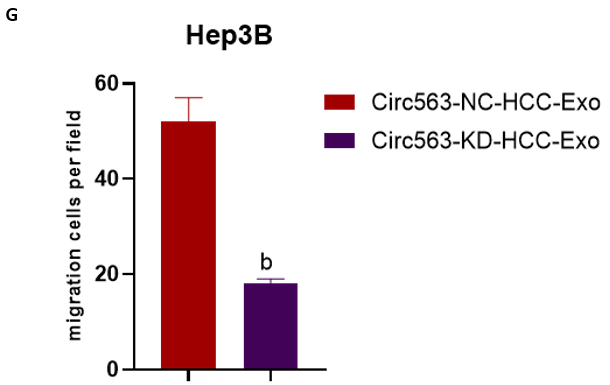 G
Hep3B
60
40
20
0
migration cells per field
b
Circ563-NC-HCC-Exo
Circ563-KD-HCC-Exo